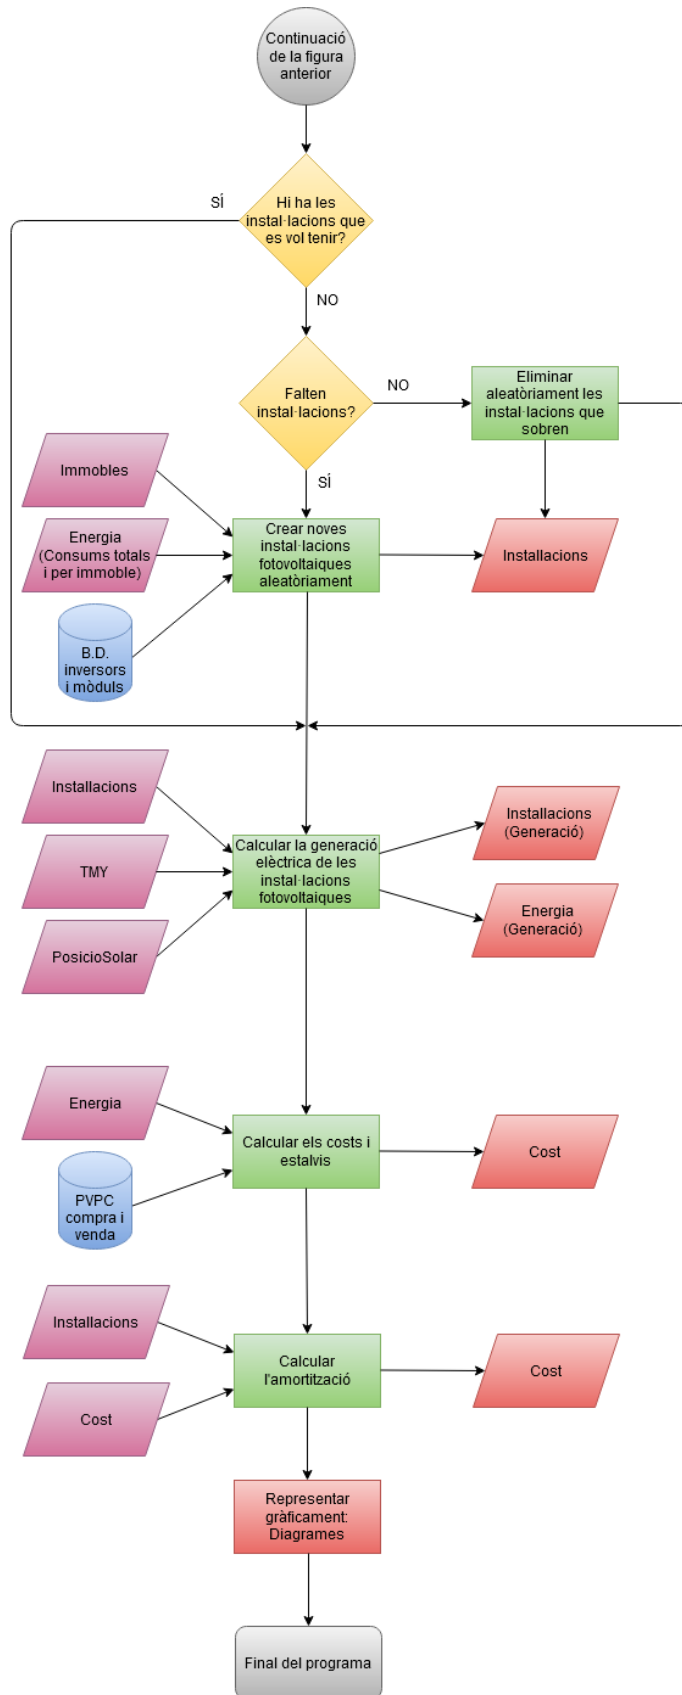 Continuació
de la figura
anterior
SÍ
Hi ha les
instal·lacions que
es vol tenir?
NO
Falten
instal·lacions?
NO
Eliminar
aleatòriament les
instal·lacions que
sobren
SÍ
Immobles
Energia
(Consums totals
i per immoble)
B.D.
inversors
i mòduls
Crear noves
instal·lacions
fotovoltaiques
aleatòriament
Installacions
Installacions
TMY
PosicioSolar
Calcular la generació
elèctrica de les
instal·lacions
fotovoltaiques
Installacions
(Generació)
Energia
(Generació)
Energia
PVPC
compra i
venda
Calcular els costs i
estalvis
Cost
Installacions
Cost
Calcular
l'amortització
Cost
Representar
gràficament:
Diagrames
Final del programa